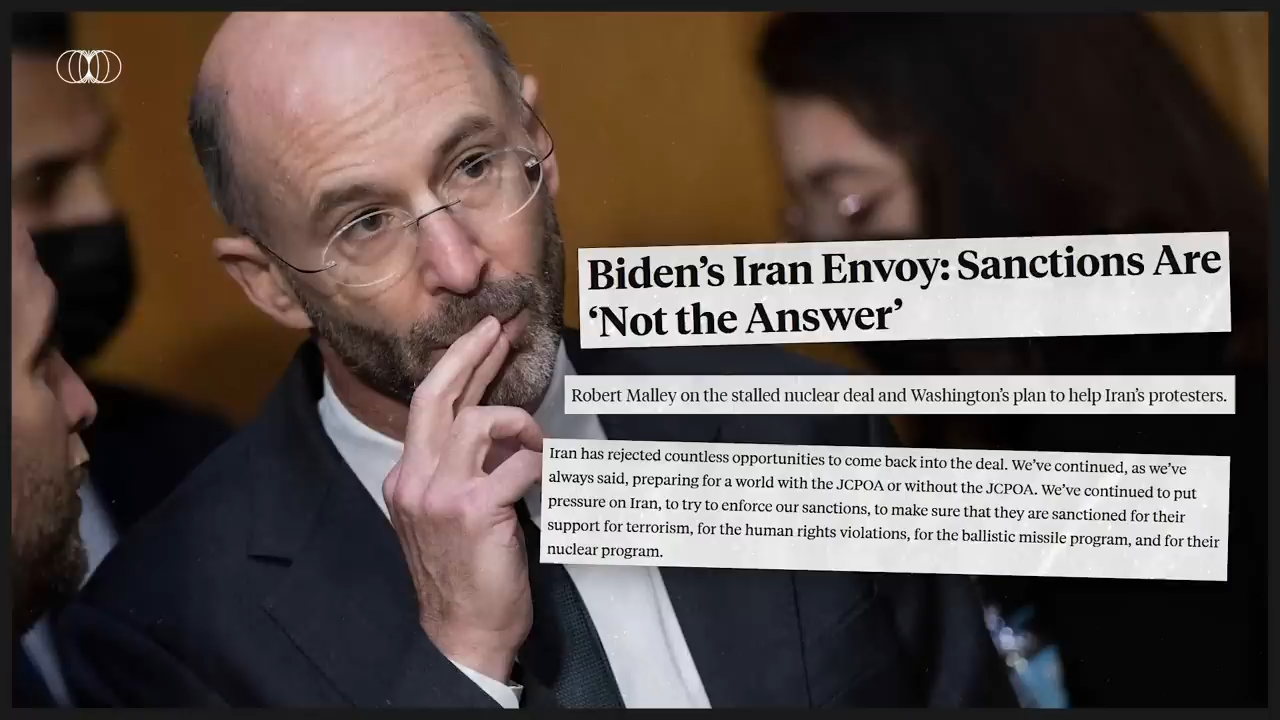 Biden’s Iran Envoy: Sanctions Are
‘Not the Answer’
Robert Malley on the stalled nuclear deal and Washington’s plan to help Iran’s protesters.
Iran has rejected countless opportunities to come back into the deal. We’ve continued, as we’ve
always said, preparing for a world with the JCPOA or without the JCPOA. We’ve continued to put
pressure on Iran, to try to enforce our sanctions, to make sure that they are sanctioned for their
support for terrorism, for the human rights violations, for the ballistic missile program, and for their
nuclear program.